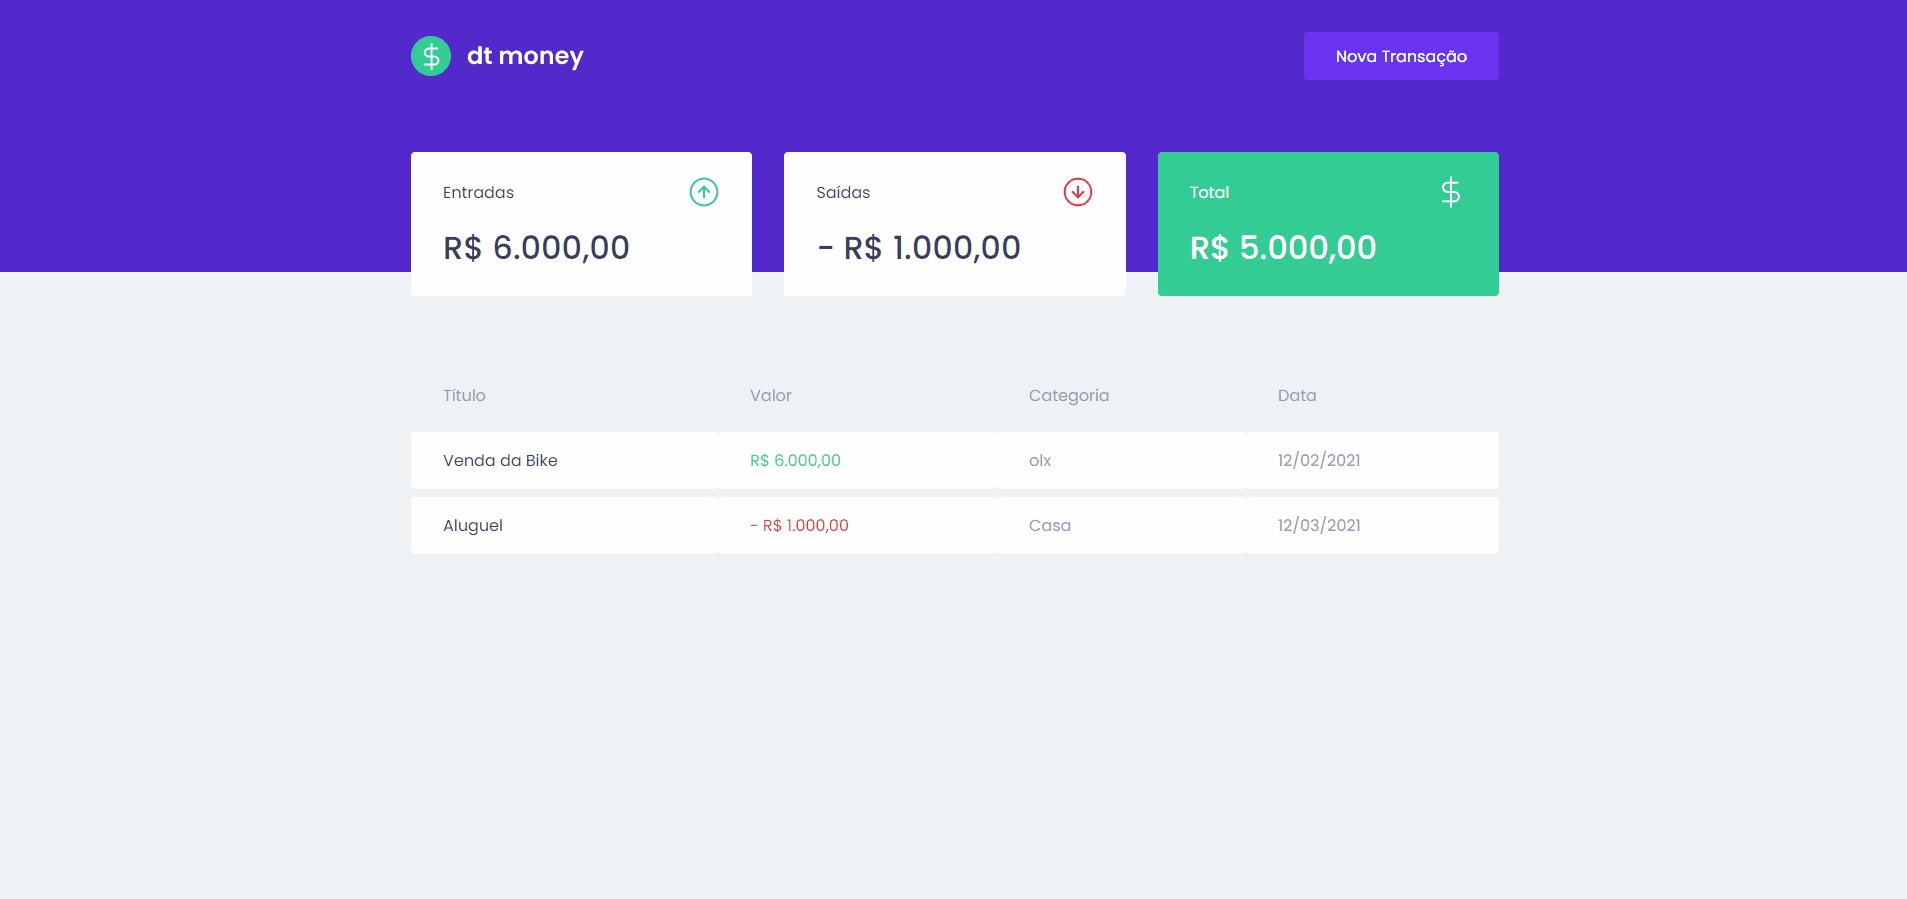 dt money
Nova Transação
Entradas
R$ 6.000,00
Saídas
- R$ 1.000,00
Total
$
R$ 5.000,00
Título Valor Categoria Data
Venda da Bike R$ 6.000,00 olx 12/02/2021
Aluguel - R$ 1.000,00 Casa 12/03/2021